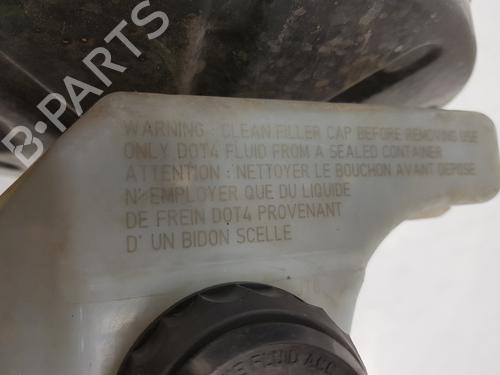 B-PARTS
WARNING : CLEAN FILLER CAP BEFORE REMOVING USE
ONLY DOT4 FLUID FROM A SEALED CONTAINER
ATTENTION : NETTOYER LE BOUCHON AVANT DEPOSE
N' EMPLOYER QUE DU LIQUIDE
DE FREIN DOT4 PROVENANT
D' UN BIDON SCELLE
FLUID